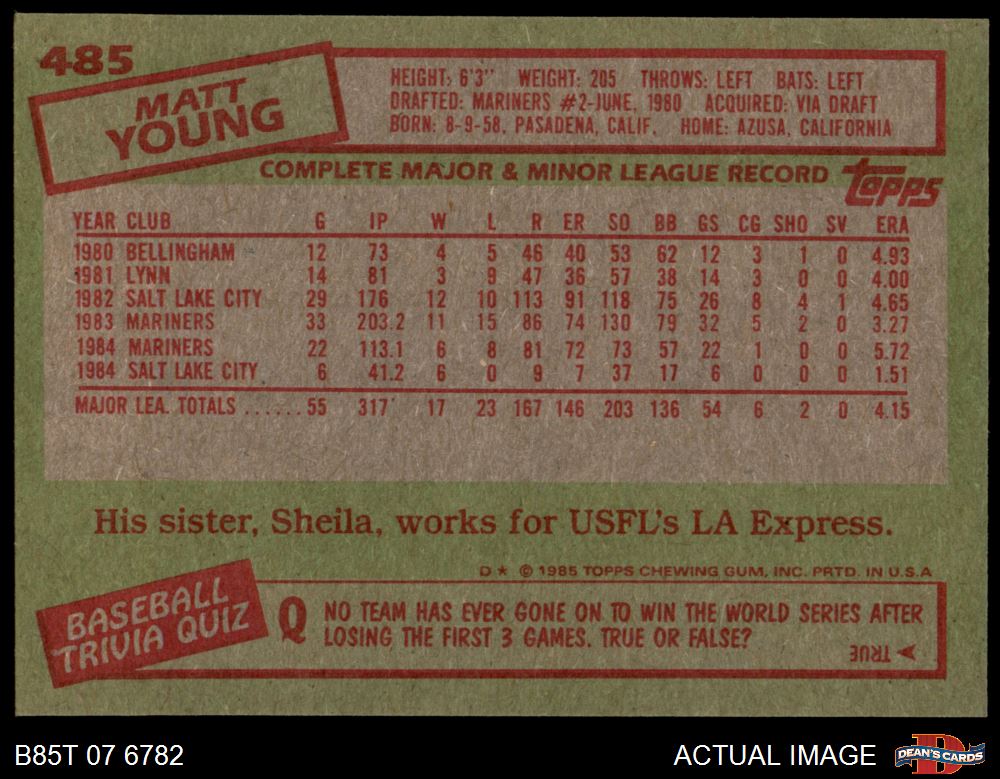 485
MATT
YOUNG
HEIGHT: 6'3" WEIGHT: 205 THROWS: LEFT BATS: LEFT
DRAFTED: MARINERS #2-JUNE, 1980 ACQUIRED: VIA DRAFT
BORN: 8-9-58, PASADENA, CALIF. HOME: AZUSA, CALIFORNIA
COMPLETE MAJOR & MINOR LEAGUE RECORD topps
YEAR CLUB G IP W L R ER SO BB GS CG SHO SV ERA
1980 BELLINGHAM 12 73 4 5 46 40 53 62 12 3 1 0 4.93
1981 LYNN 14 81 3 9 47 36 57 38 14 3 0 0 4.00
1982 SALT LAKE CITY 29 176 12 10 113 91 118 75 26 8 4 1 4.65
1983 MARINERS 33 203.2 11 15 86 74 130 79 32 5 2 0 3.27
1984 MARINERS 22 113.1 6 8 81 72 73 57 22 1 0 0 5.72
1984 SALT LAKE CITY 6 41.2 6 0 9 7 37 17 6 0 0 0 1.51
MAJOR LEA. TOTALS ......55 317 17 23 167 146 203 136 54 6 2 0 4.15
His sister, Sheila, works for USFL's LA Express.
D ★ © 1985 TOPPS CHEWING GUM, INC. PRTD. IN U.S.A
BASEBALL
TRIVIA QUIZ
Q NO TEAM HAS EVER GONE ON TO WIN THE WORLD SERIES AFTER
LOSING THE FIRST 3 GAMES. TRUE OR FALSE?
TRUE
B85T 07 6782
ACTUAL IMAGE
D
DEAN'S CARDS